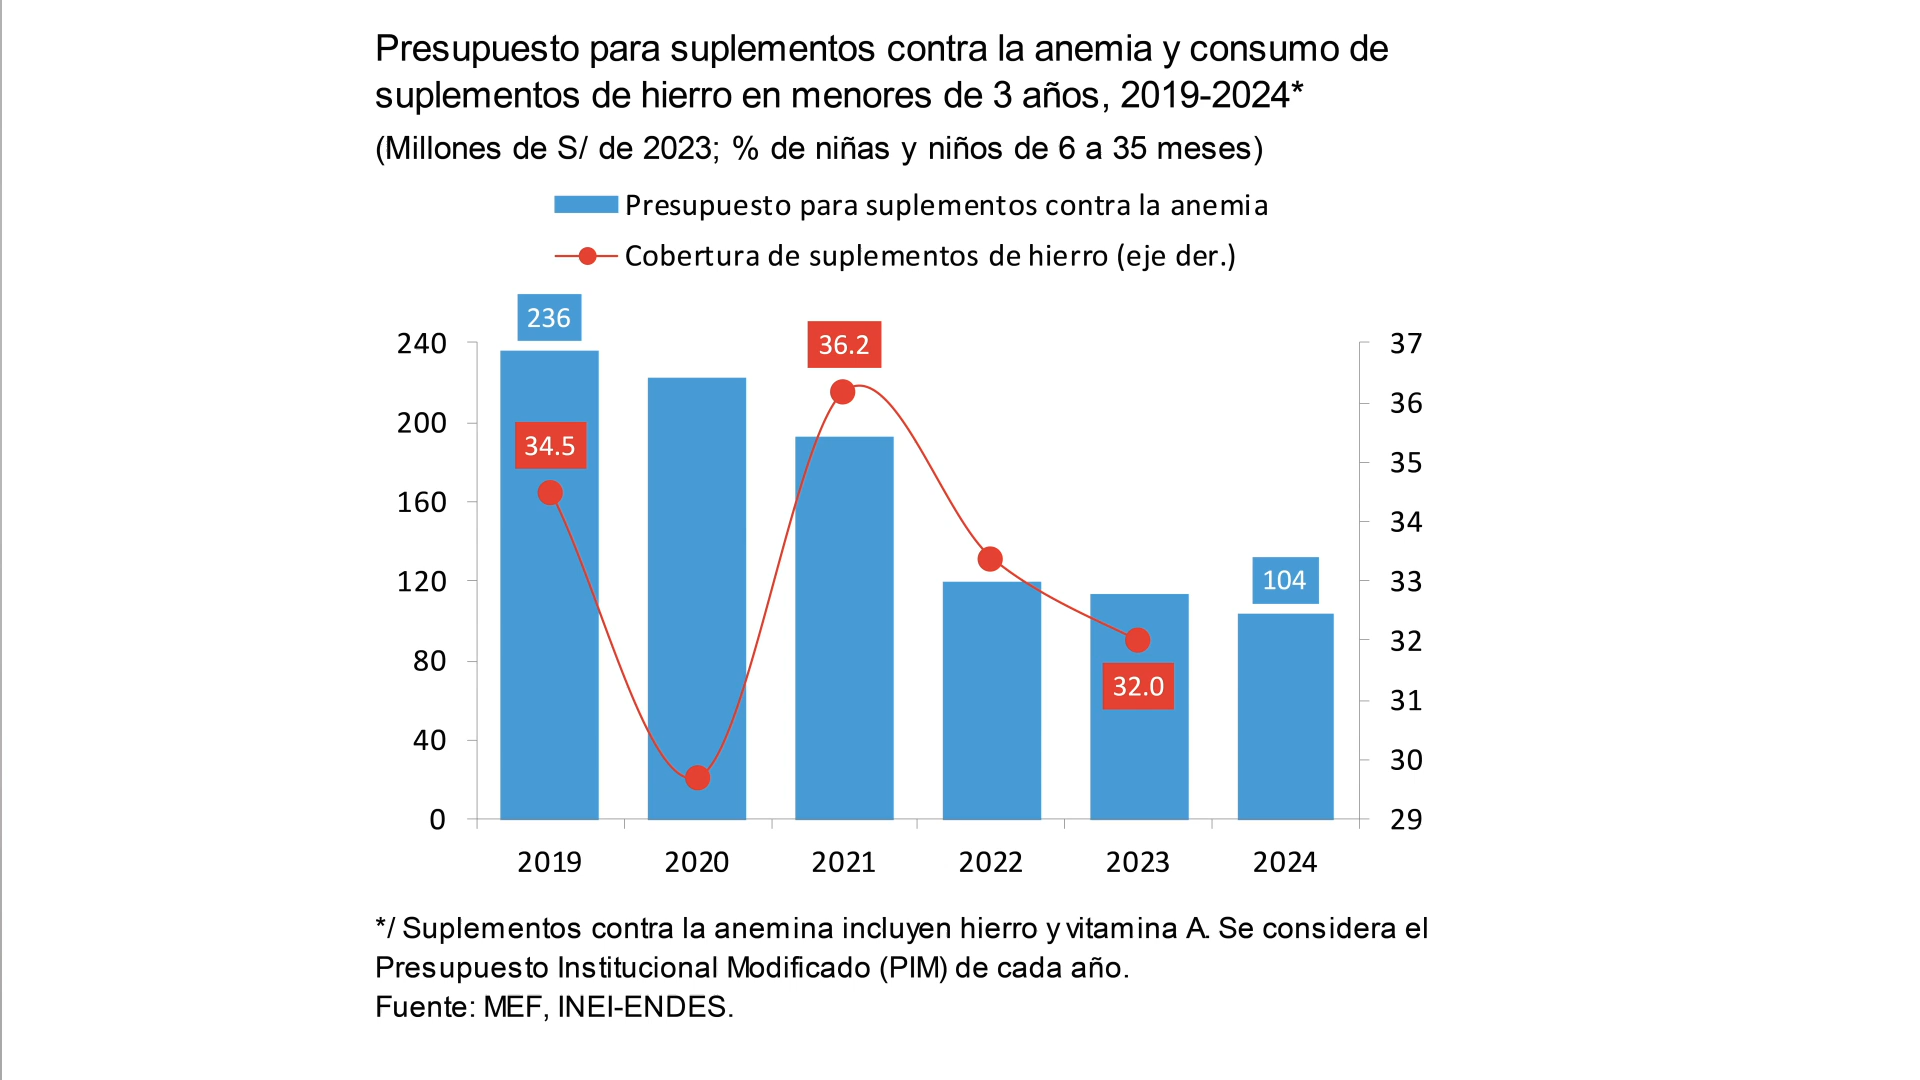 Presupuesto para suplementos contra la anemia y consumo de
suplementos de hierro en menores de 3 años, 2019-2024*
(Millones de S/ de 2023; % de niñas y niños de 6 a 35 meses)
Presupuesto para suplementos contra la anemia
Cobertura de suplementos de hierro (eje der.)
236
36.2
34.5
104
32.0
240
200
160
120
80
40
0
37
36
35
34
33
32
31
30
29
2019 2020 2021 2022 2023 2024
*/ Suplementos contra la anemina incluyen hierro y vitamina A. Se considera el
Presupuesto Institucional Modificado (PIM) de cada año.
Fuente: MEF, INEI-ENDES.